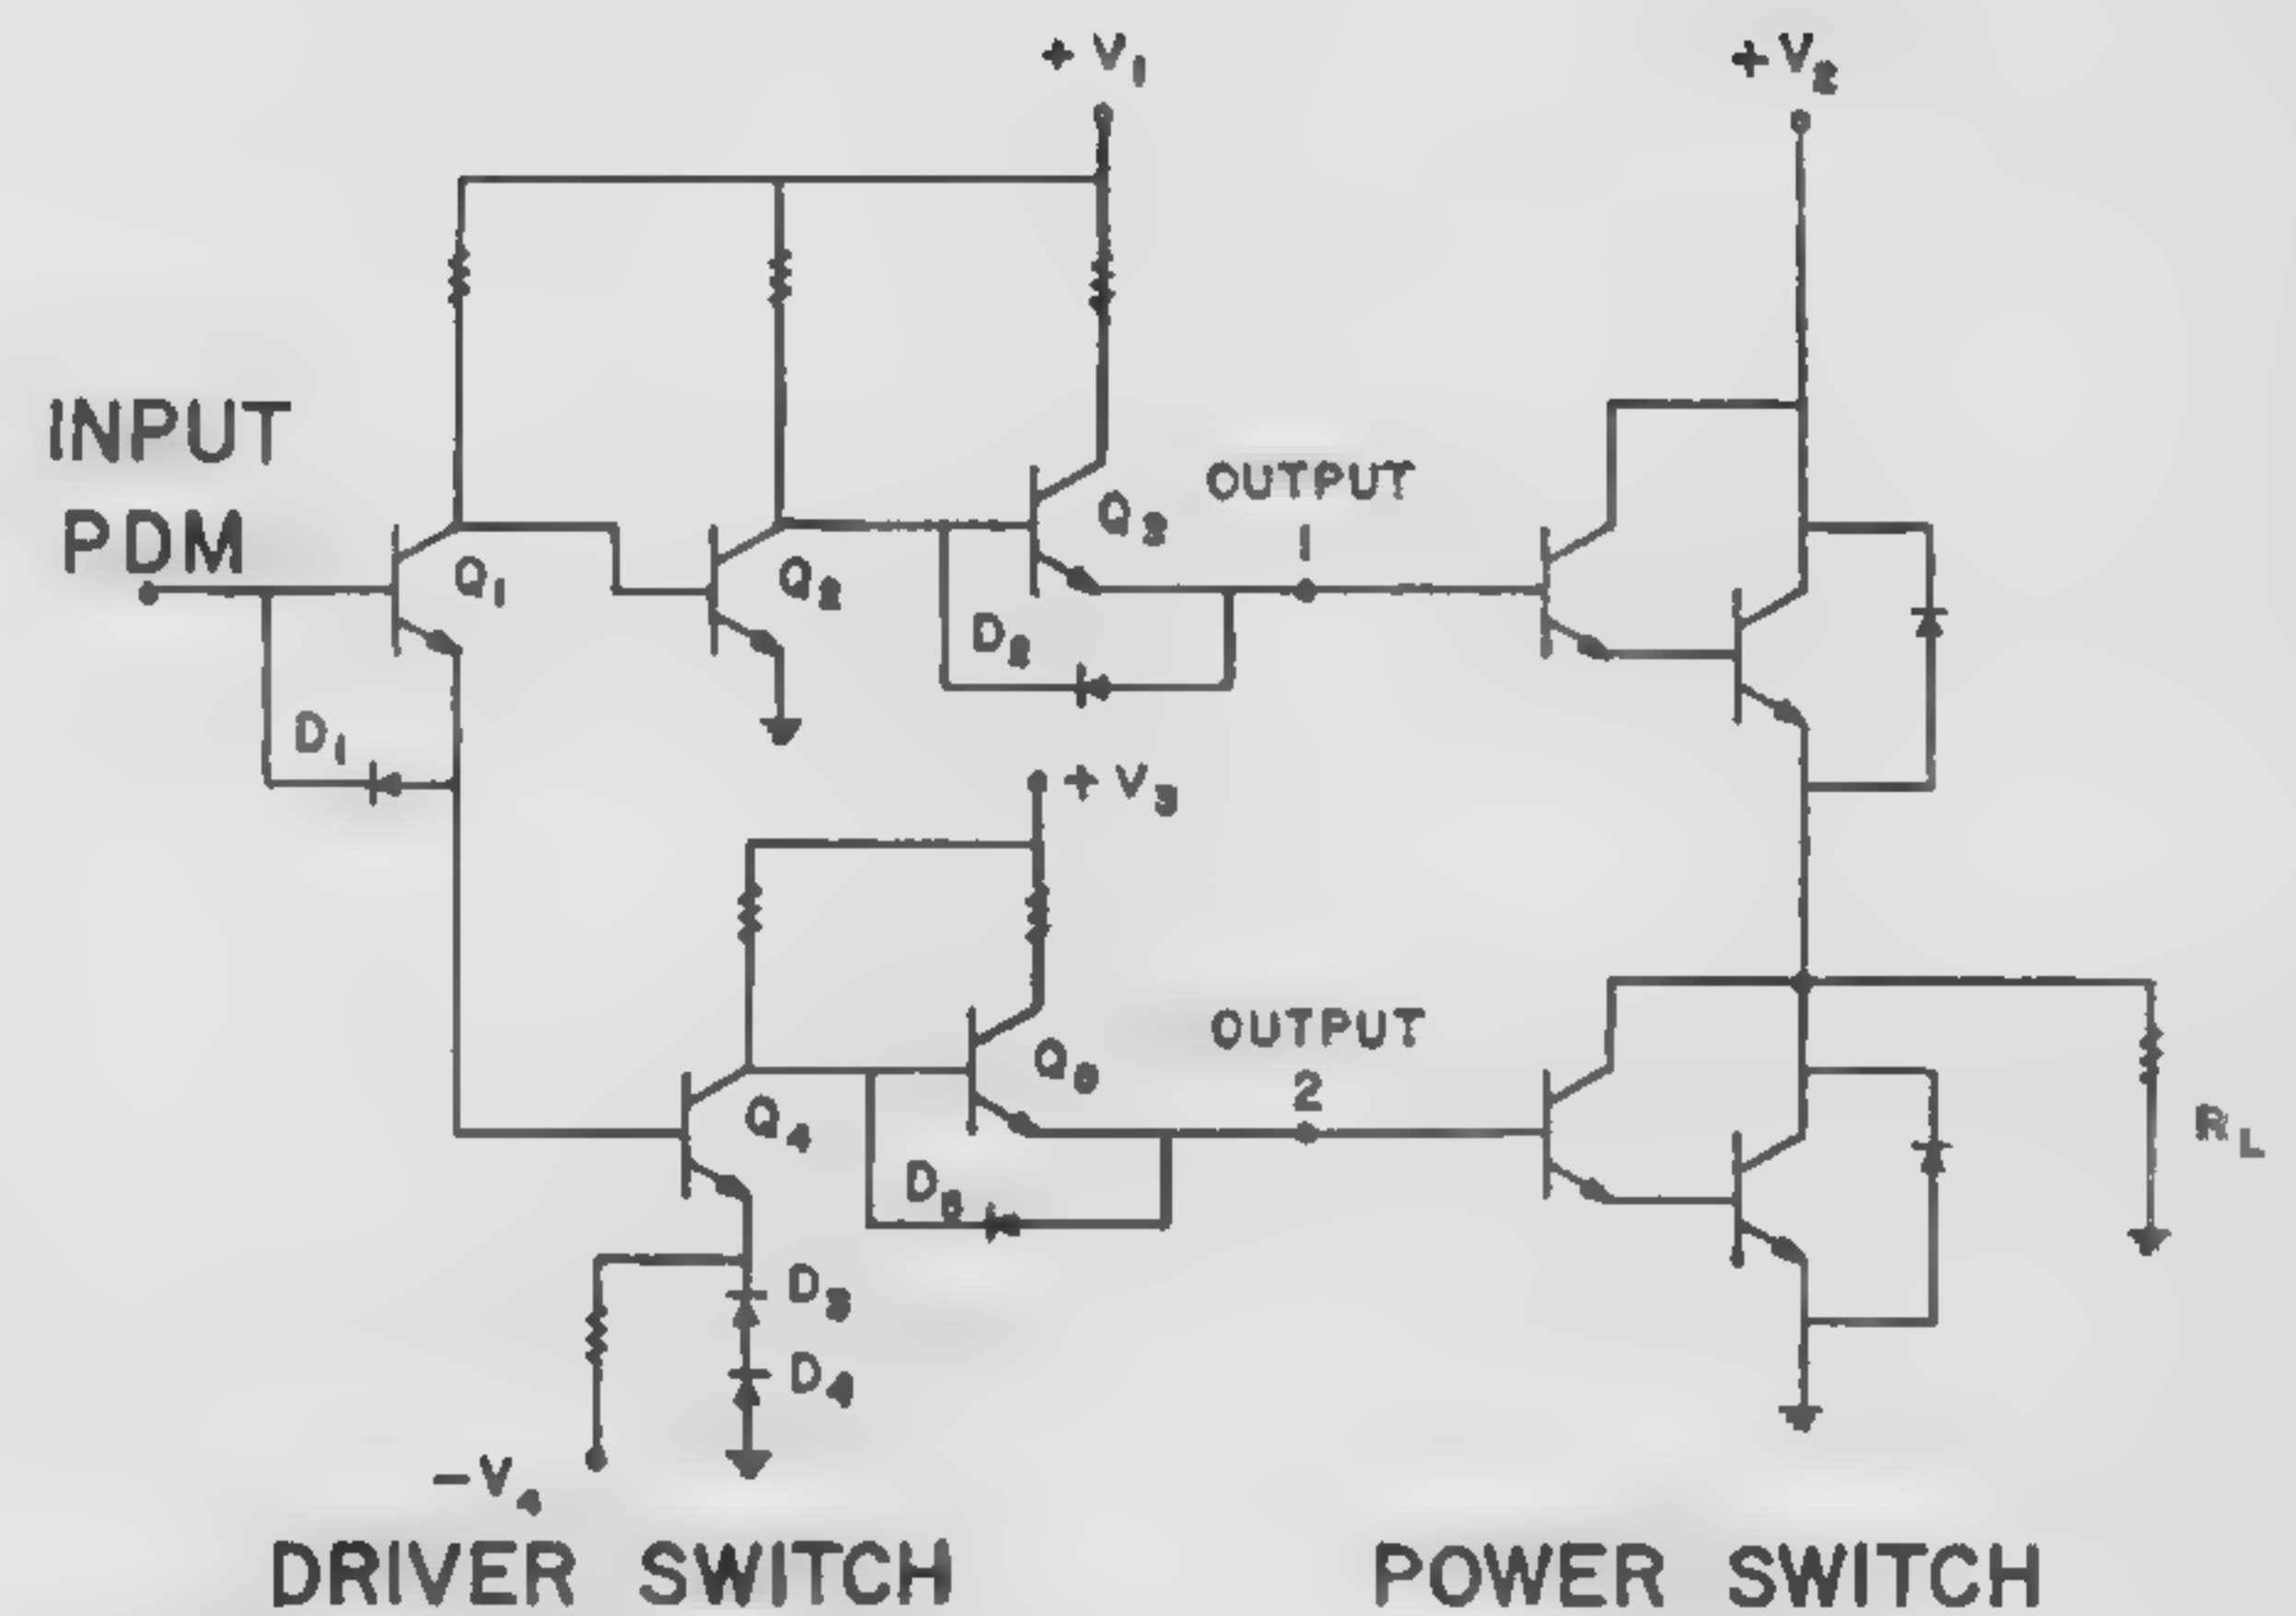 + V1
+ V2
INPUT
PDM
OUTPUT
1
Q1
Q2
Q3
D2
D1
+ V3
OUTPUT
2
Q4
Q5
D5
RL
D3
D4
-V4
DRIVER SWITCH
POWER SWITCH